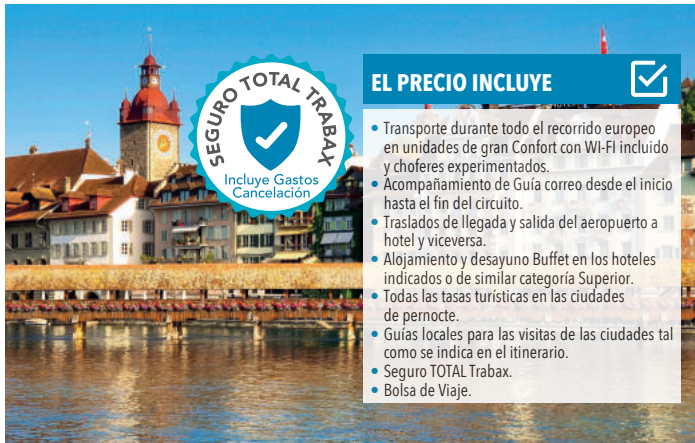 SEGURO TOTAL TRABAX
Incluye Gastos
Cancelación
EL PRECIO INCLUYE
• Transporte durante todo el recorrido europeo
en unidades de gran Confort con WI-FI incluido
y choferes experimentados.
• Acompañamiento de Guía correo desde el inicio
hasta el fin del circuito.
• Traslados de llegada y salida del aeropuerto a
hotel y viceversa.
• Alojamiento y desayuno Buffet en los hoteles
indicados o de similar categoría Superior.
• Todas las tasas turísticas en las ciudades
de pernocte.
• Guías locales para las visitas de las ciudades tal
como se indica en el itinerario.
• Seguro TOTAL Trabax.
• Bolsa de Viaje.